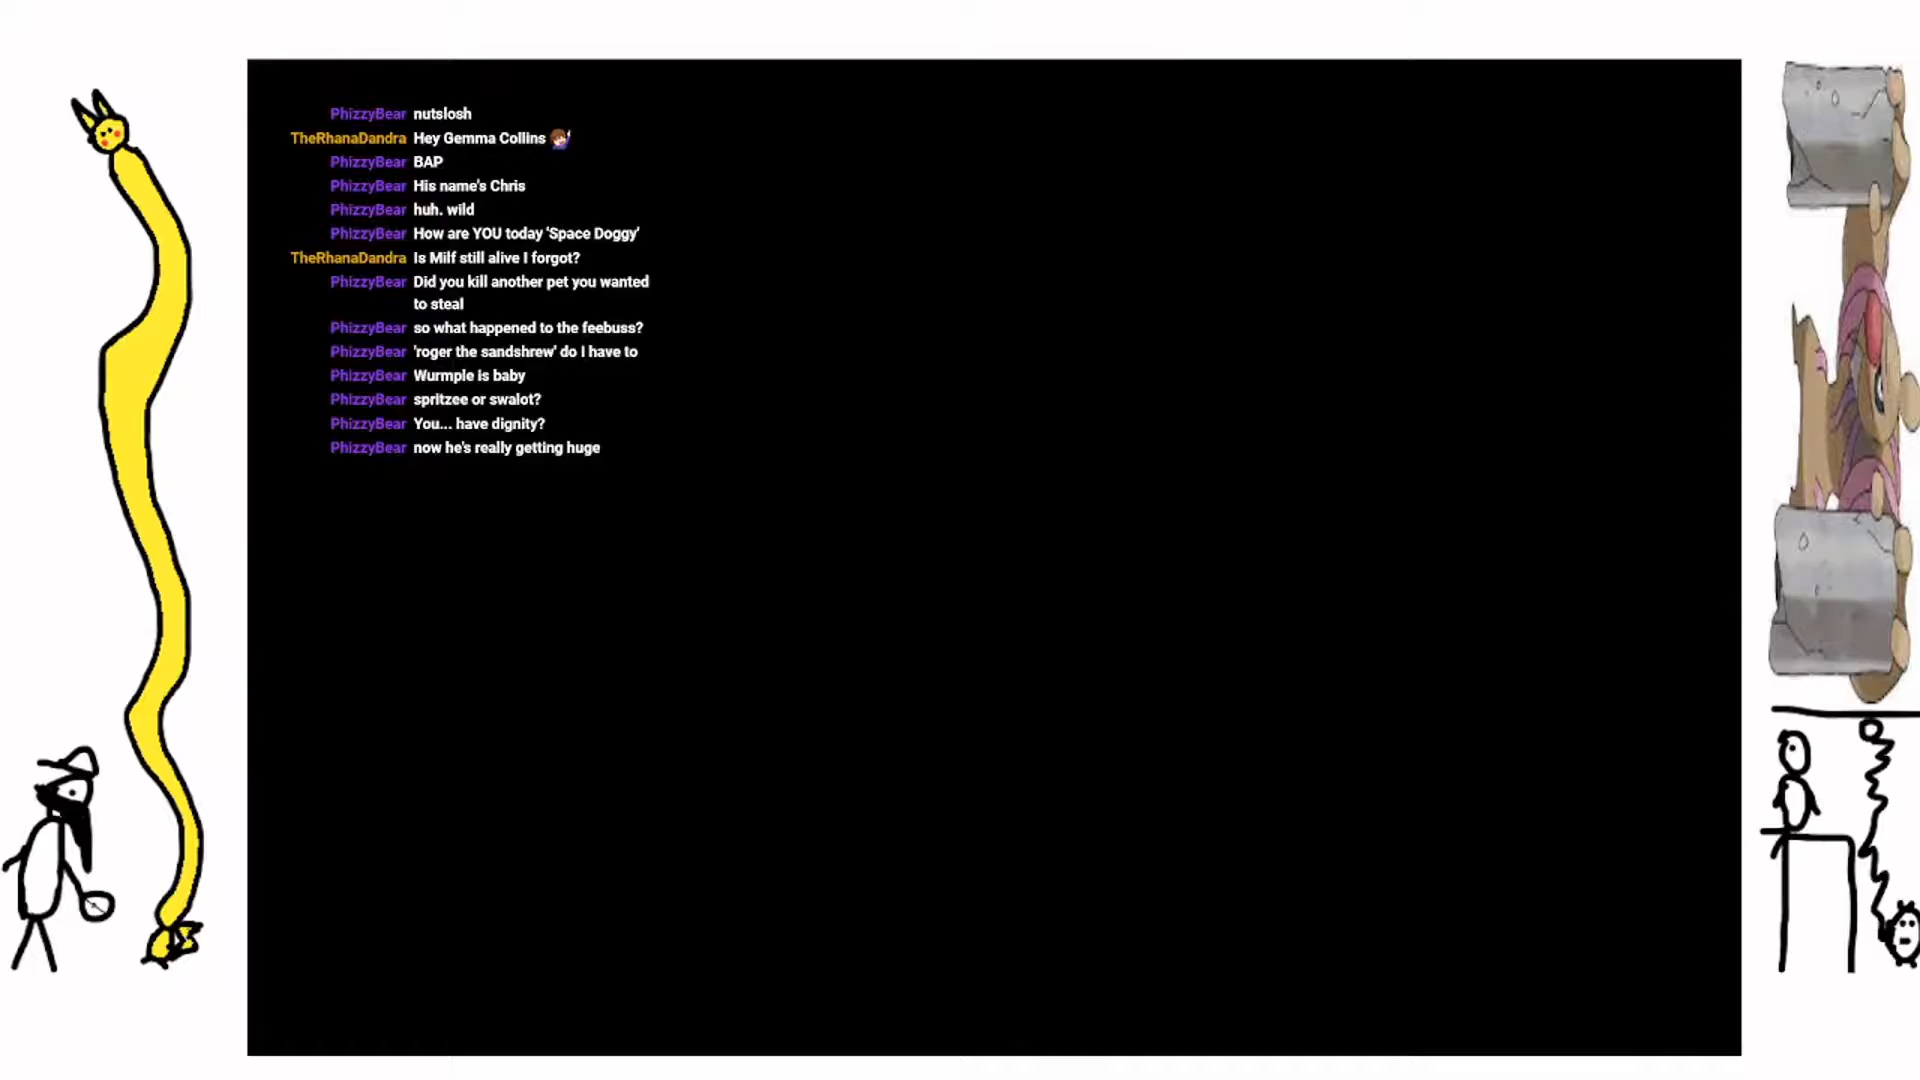 PhizzyBear nutslosh
TheRhanaDandra Hey Gemma Collins
PhizzyBear BAP
PhizzyBear His name's Chris
PhizzyBear huh. wild
PhizzyBear How are YOU today 'Space Doggy'
TheRhanaDandra Is Milf still alive I forgot?
PhizzyBear Did you kill another pet you wanted
to steal
PhizzyBear so what happened to the feebuss?
PhizzyBear 'roger the sandshrew' do I have to
PhizzyBear Wurmple is baby
PhizzyBear spritzee or swalot?
PhizzyBear You... have dignity?
PhizzyBear now he's really getting huge